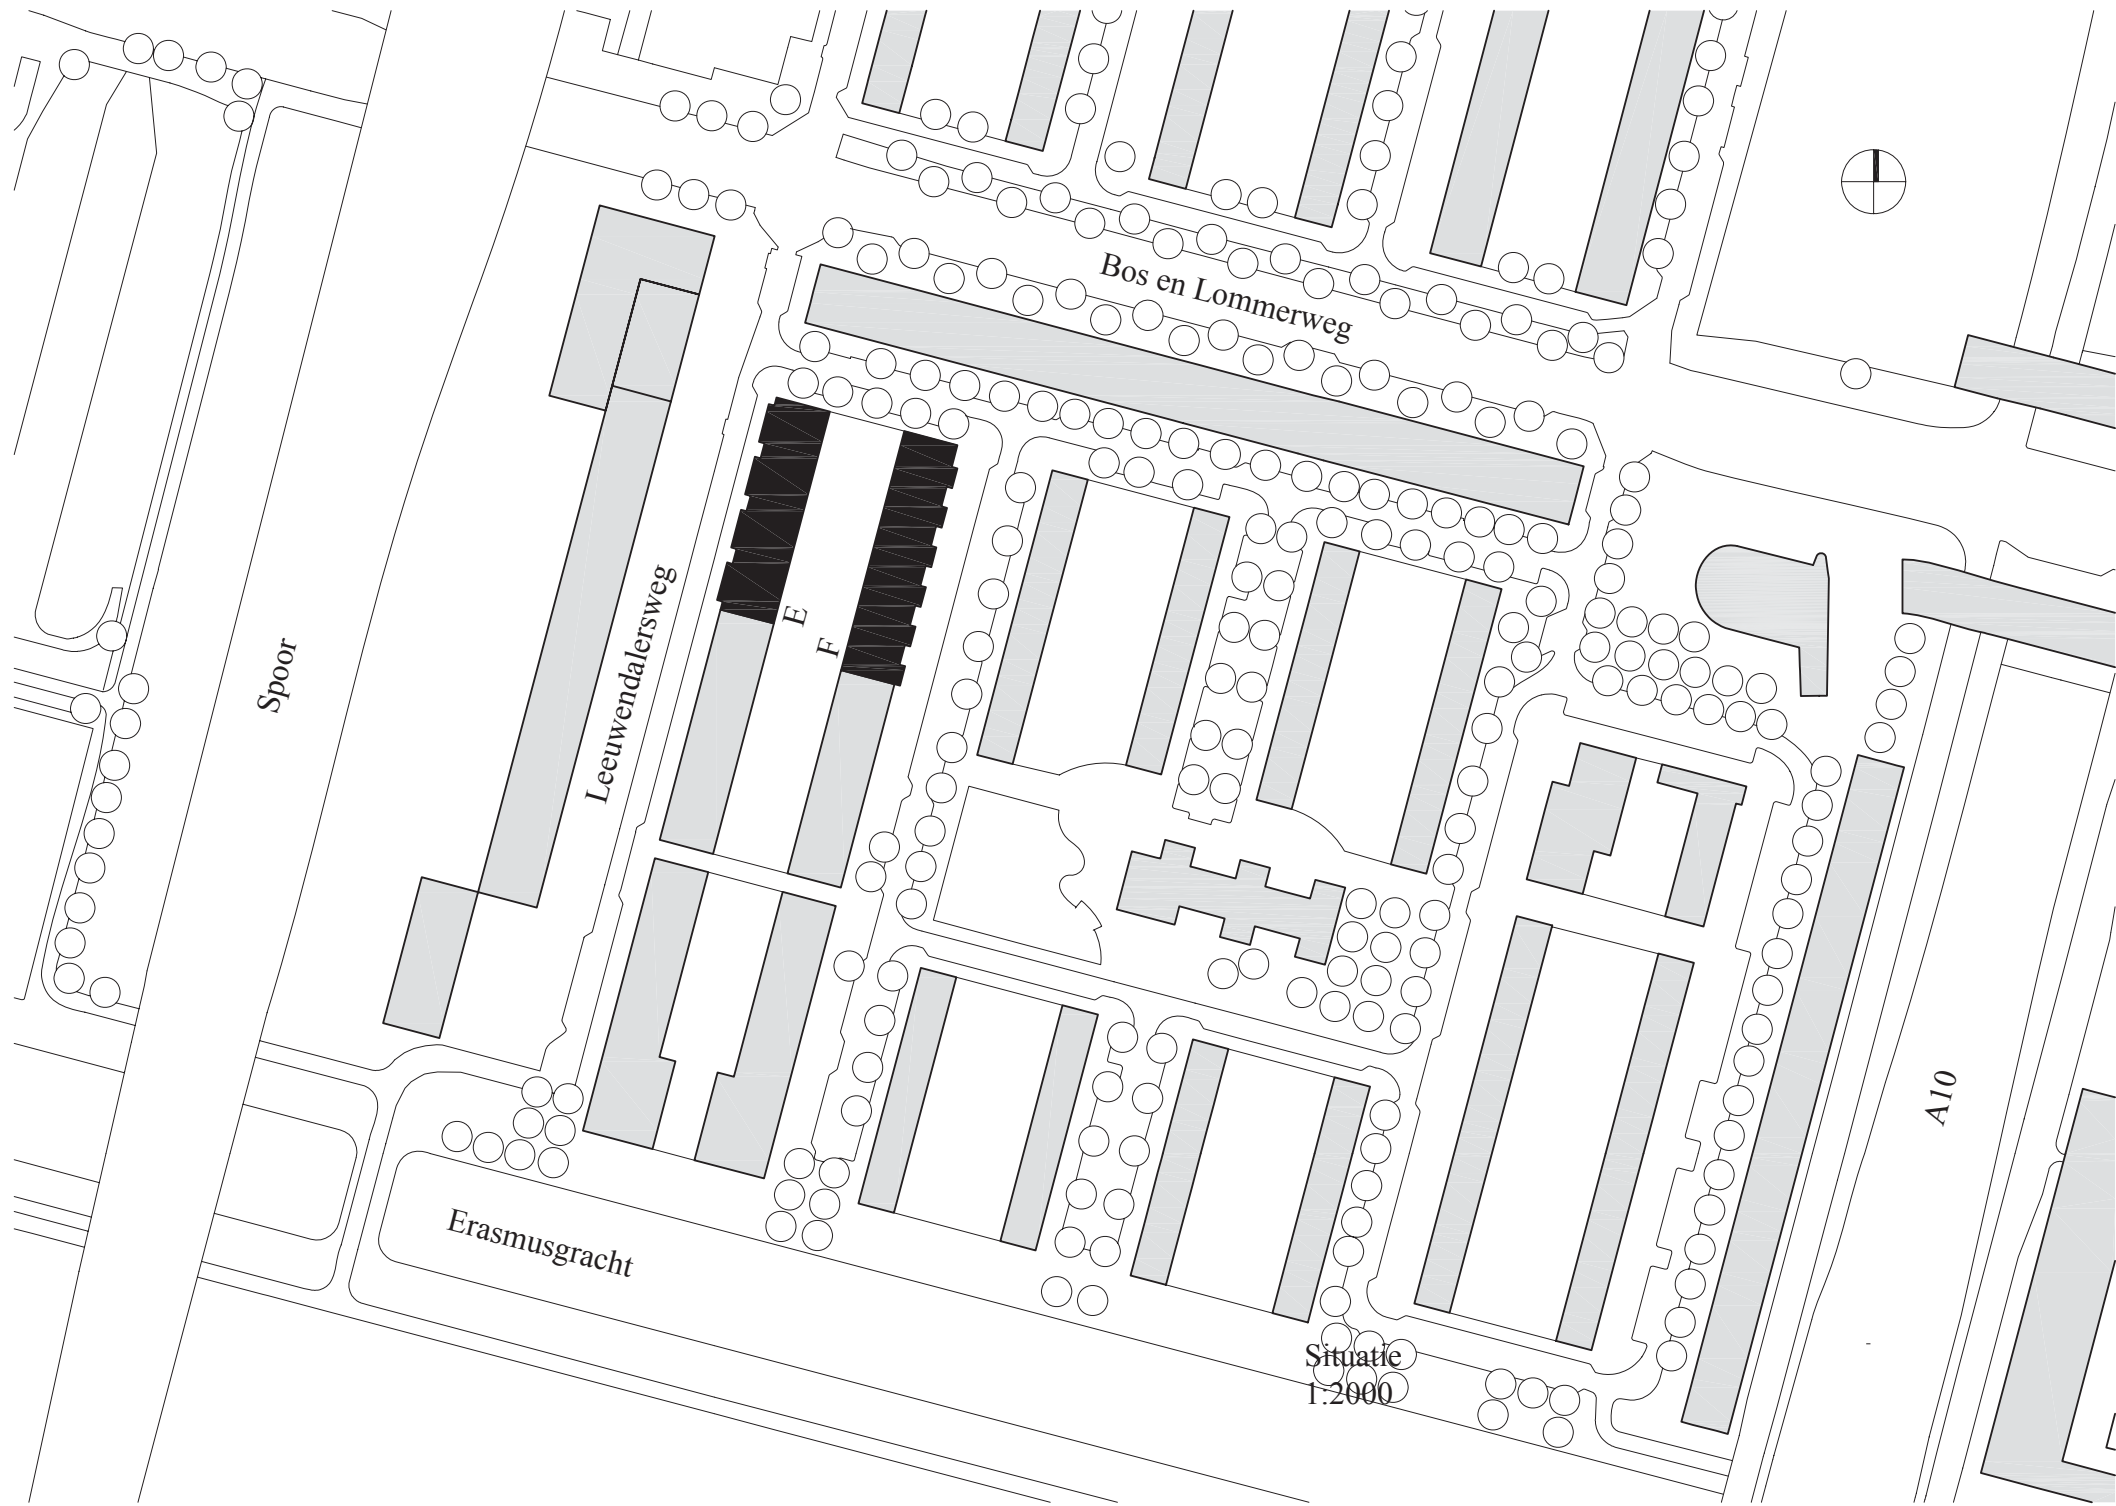 Bos en Lommerweg
Leeuwendalersweg
E
F
Spoor
A10
Erasmusgracht
Situatie
1:2000